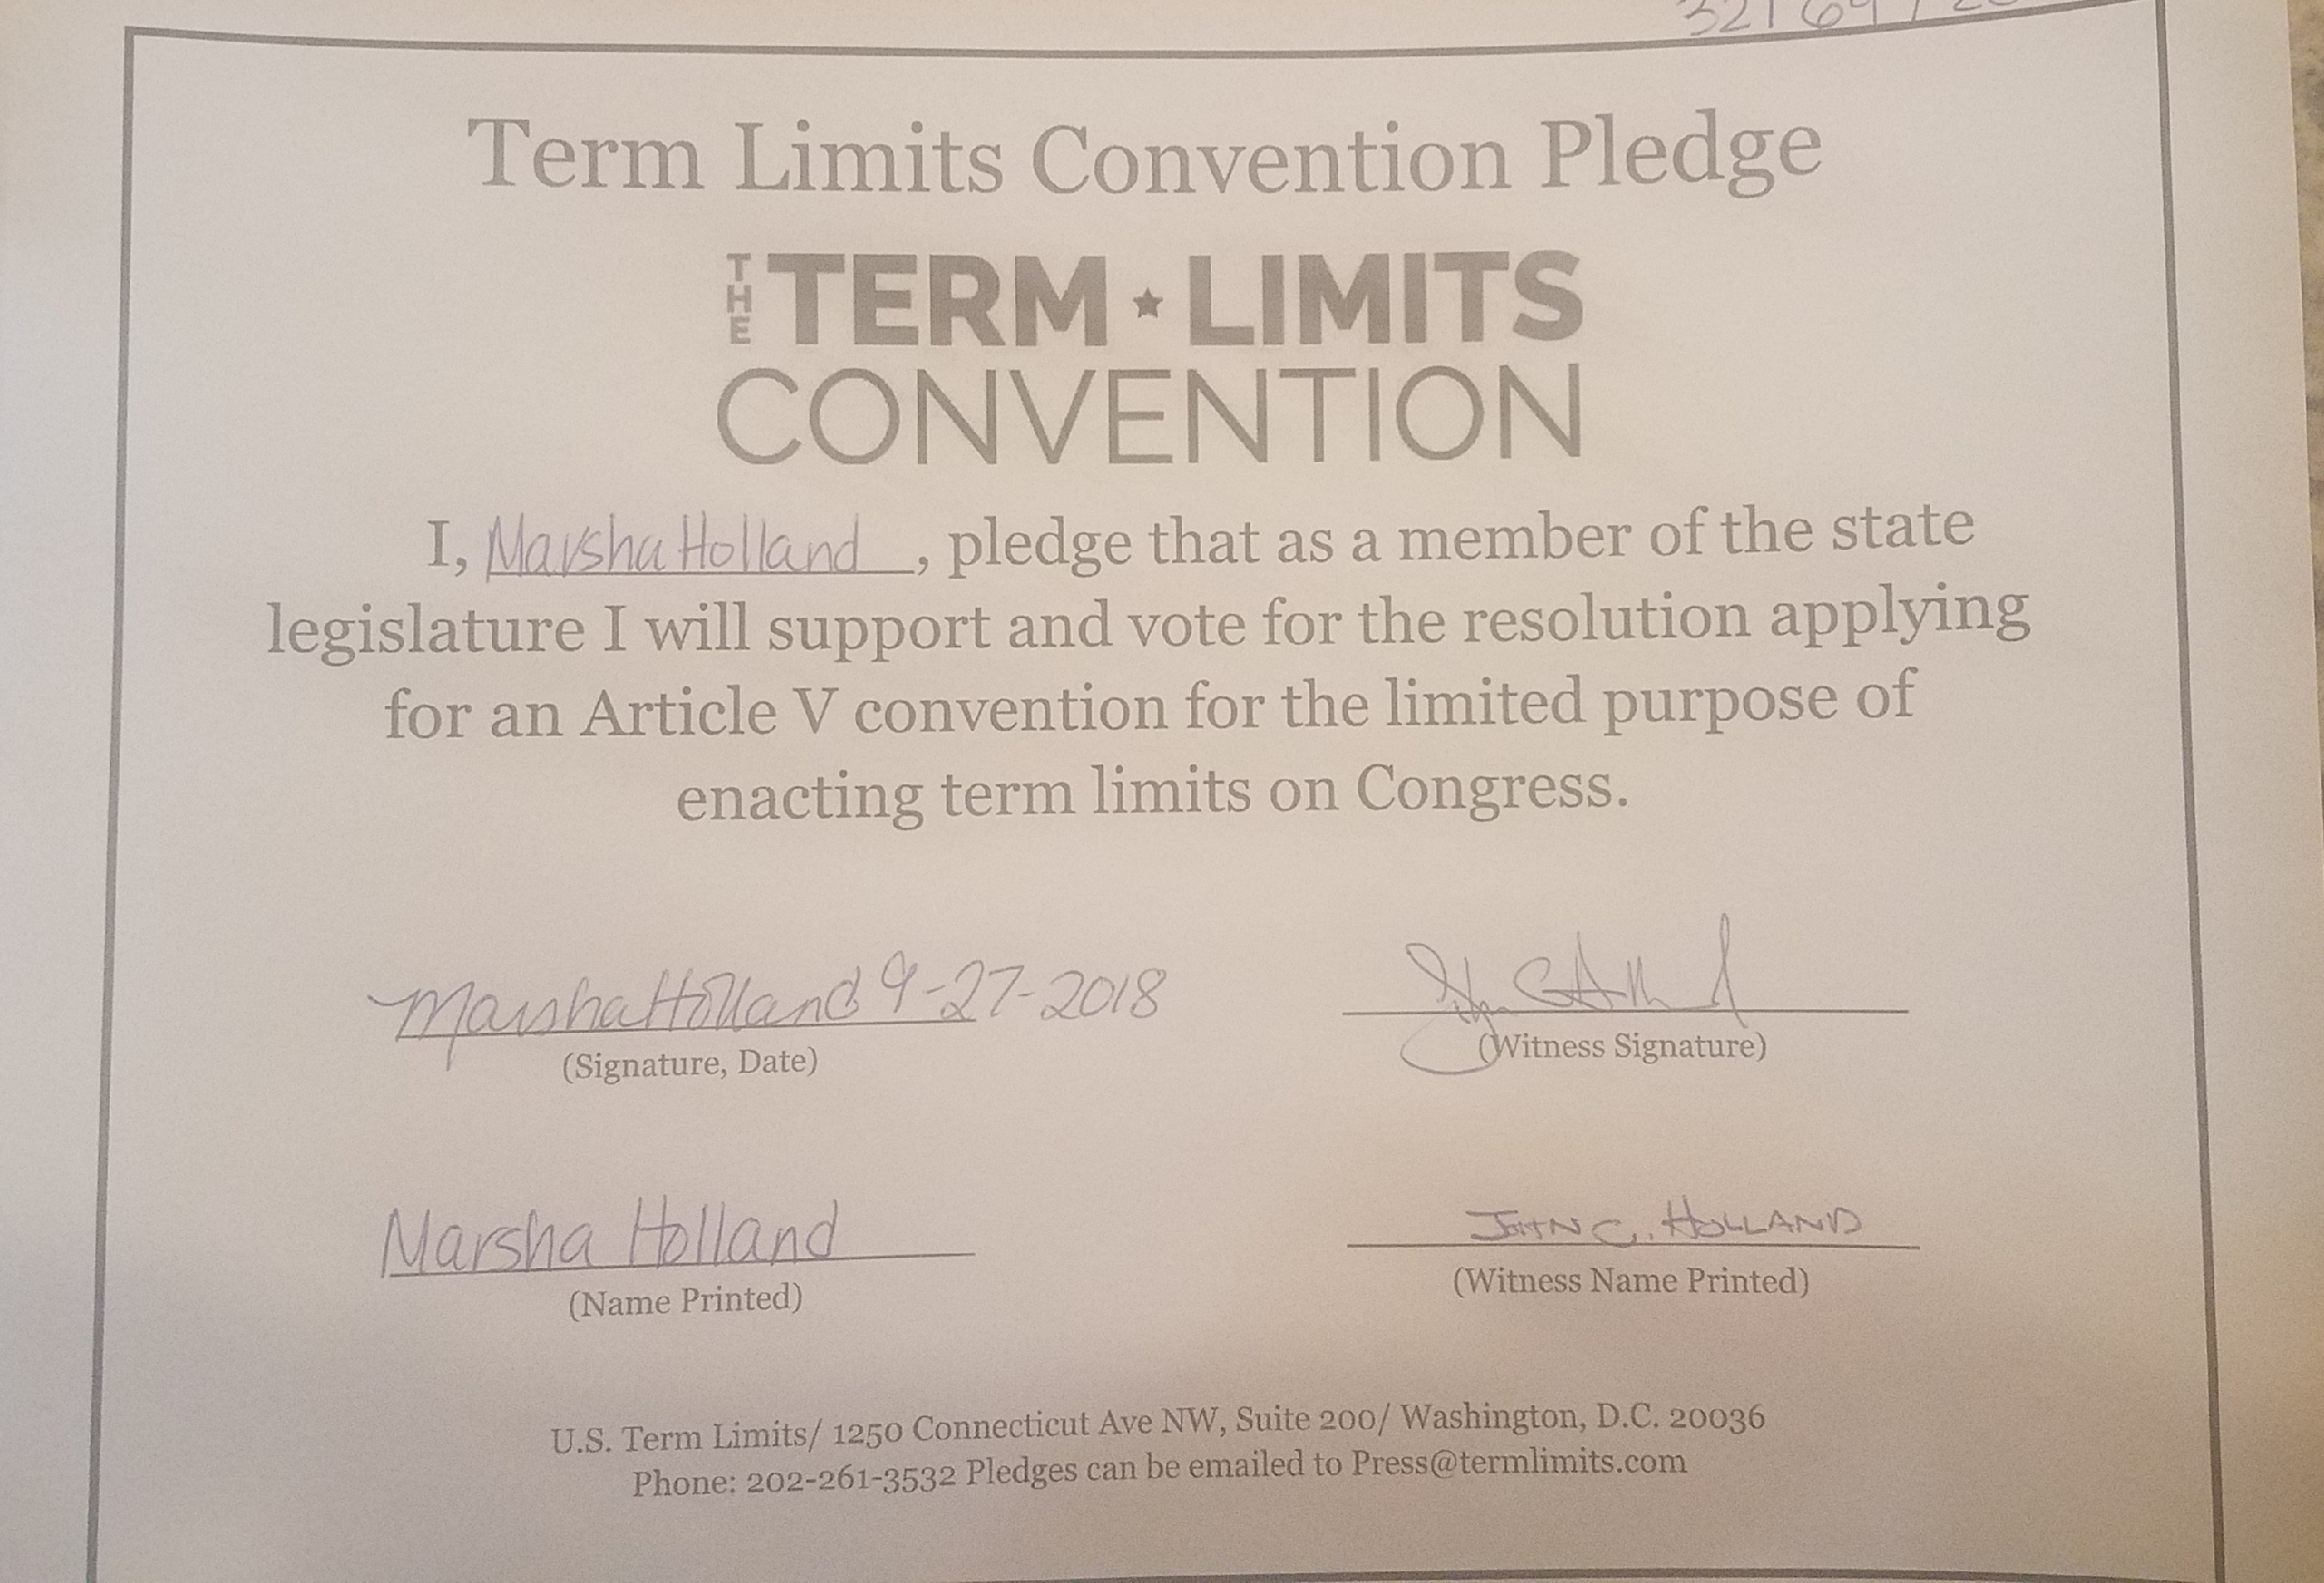 Term Limits Convention Pledge
THE TERM ★ LIMITS
CONVENTION
I, Marsha Holland, pledge that as a member of the state
legislature I will support and vote for the resolution applying
for an Article V convention for the limited purpose of
enacting term limits on Congress.
Marsha Holland 9-27-2018
(Signature, Date)
(Witness Signature)
Marsha Holland
(Name Printed)
JOHN C. HOLLAND
(Witness Name Printed)
U.S. Term Limits/ 1250 Connecticut Ave NW, Suite 200/ Washington, D.C. 20036
Phone: 202-261-3532 Pledges can be emailed to Press@termlimits.com